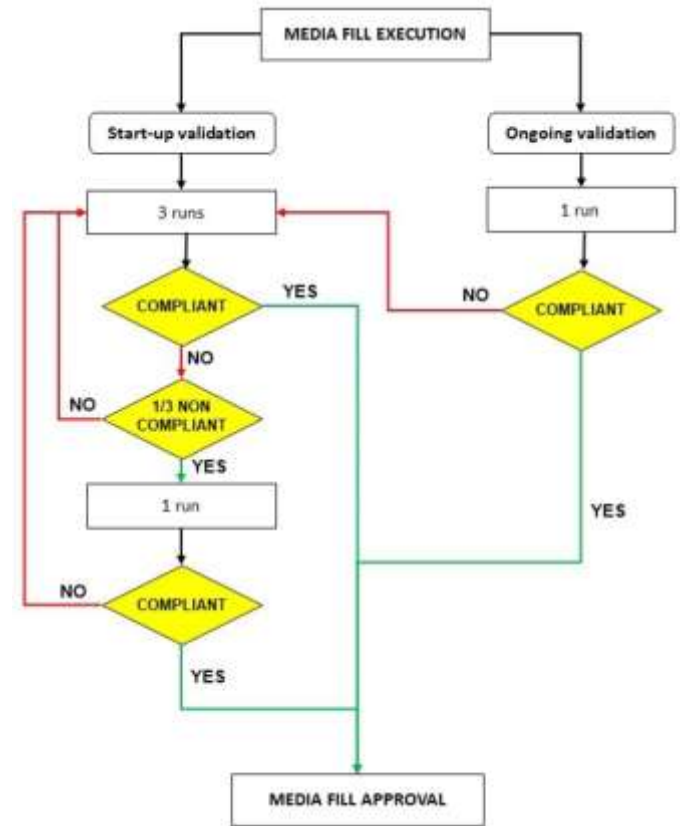 MEDIA FILL EXECUTION
Start-up validation
Ongoing validation
3 runs
1 run
COMPLIANT
YES
NO
COMPLIANT
NO
NO
1/3 NON
COMPLIANT
YES
1 run
YES
NO
COMPLIANT
YES
MEDIA FILL APPROVAL